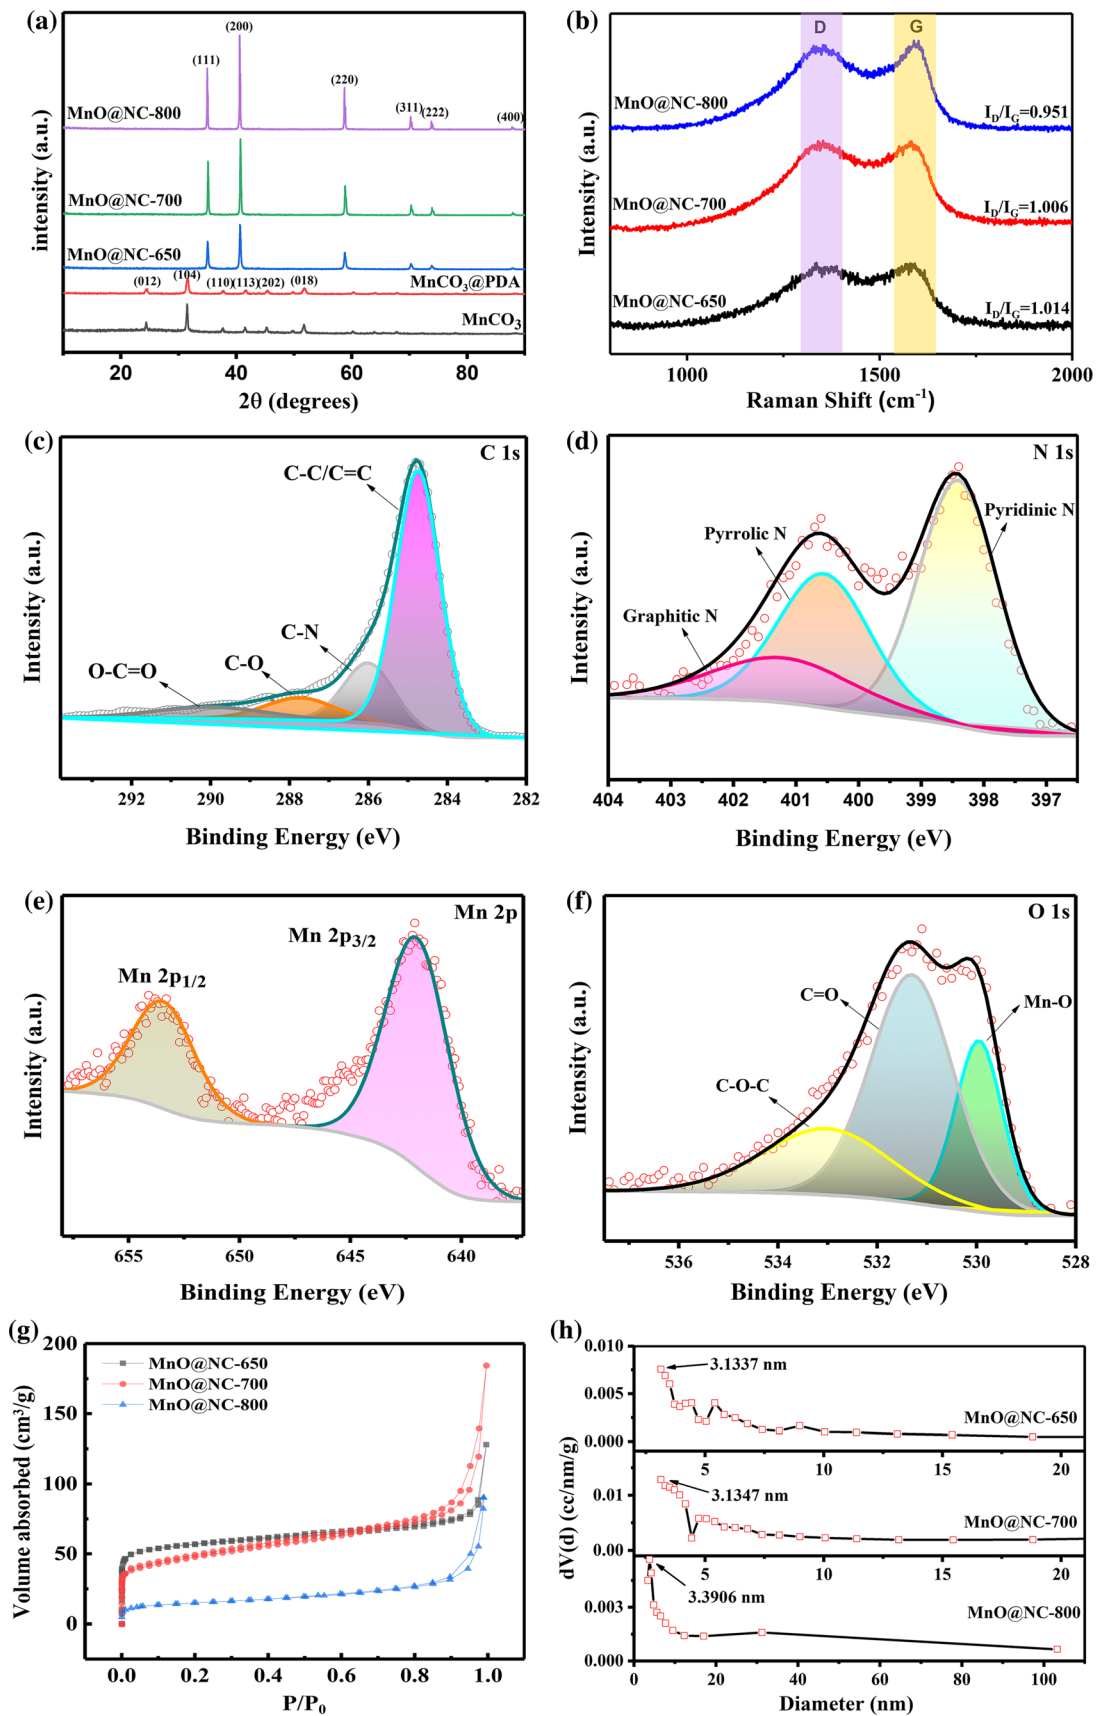 (a)
(200)
(111)
(220)
(311)
(222)
(400)
MnO@NC-800
MnO@NC-700
MnO@NC-650
MnCO3@PDA
(012)
(104)
(110)
(113)
(202)
(018)
MnCO3
intensity (a.u.)
20 40 60 80
2θ (degrees)
(b)
D
G
MnO@NC-800
ID/IG=0.951
MnO@NC-700
ID/IG=1.006
MnO@NC-650
ID/IG=1.014
Intensity (a.u.)
1000 1500 2000
Raman Shift (cm-1)
(c)
C 1s
C-C/C=C
C-N
C-O
O-C=O
Intensity (a.u.)
292 290 288 286 284 282
Binding Energy (eV)
(d)
N 1s
Pyridinic N
Pyrrolic N
Graphitic N
Intensity (a.u.)
404 403 402 401 400 399 398 397
Binding Energy (eV)
(e)
Mn 2p
Mn 2p3/2
Mn 2p1/2
Intensity (a.u.)
655 650 645 640
Binding Energy (eV)
(f)
O 1s
C=O
Mn-O
C-O-C
Intensity (a.u.)
536 534 532 530 528
Binding Energy (eV)
(g)
MnO@NC-650
MnO@NC-700
MnO@NC-800
Volume absorbed (cm3/g)
200
150
100
50
0
0.0 0.2 0.4 0.6 0.8 1.0
P/P0
(h)
0.010
0.005
0.000
3.1337 nm
MnO@NC-650
5 10 15 20
0.01
0.00
3.1347 nm
MnO@NC-700
5 10 15 20
0.003
0.000
3.3906 nm
MnO@NC-800
dV(d) (cc/nm/g)
0 20 40 60 80 100
Diameter (nm)